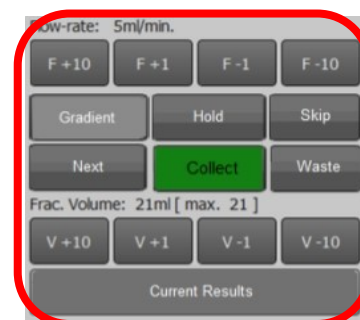 Flow-rate: 5ml/min.
F +10 F +1 F -1 F -10
Gradient Hold Skip
Next Collect Waste
Frac. Volume: 21ml [ max. 21 ]
V +10 V +1 V -1 V -10
Current Results